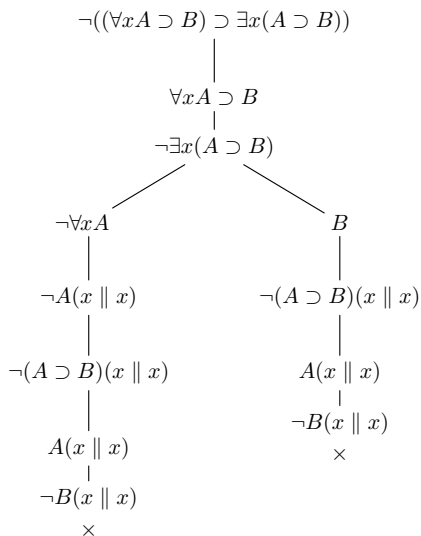 ¬((∀xA ⊃ B) ⊃ ∃x(A ⊃ B))
∀xA ⊃ B
¬∃x(A ⊃ B)
¬∀xA
B
¬A(x ∥ x)
¬(A ⊃ B)(x ∥ x)
¬(A ⊃ B)(x ∥ x)
A(x ∥ x)
A(x ∥ x)
¬B(x ∥ x)
¬B(x ∥ x)
×
×